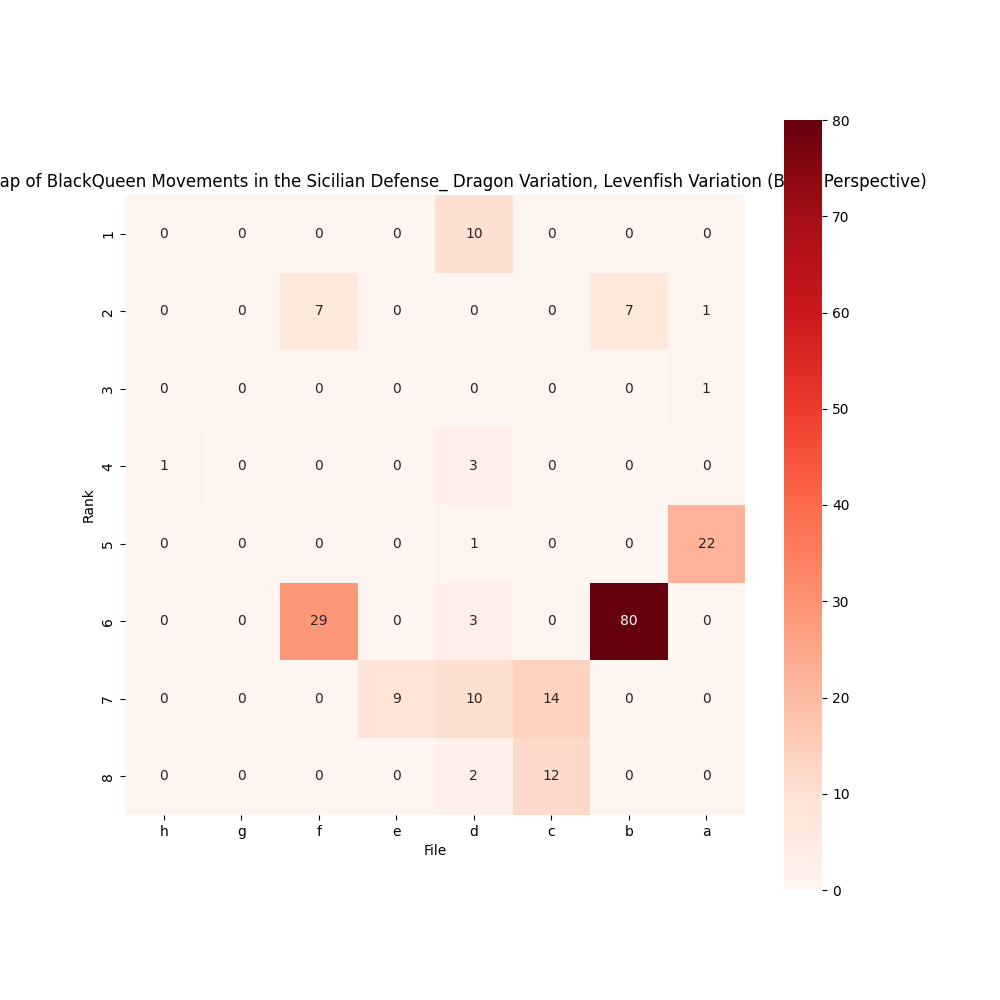 ap of BlackQueen Movements in the Sicilian Defense_ Dragon Variation, Levenfish Variation (B Perspective)
80
70
60
50
40
30
20
10
0
Rank
1 0 0 0 0 10 0 0 0
2 0 0 7 0 0 0 7 1
3 0 0 0 0 0 0 0 1
4 1 0 0 0 3 0 0 0
5 0 0 0 0 1 0 0 22
6 0 0 29 0 3 0 80 0
7 0 0 0 9 10 14 0 0
8 0 0 0 0 2 12 0 0
h g f e d c b a
File